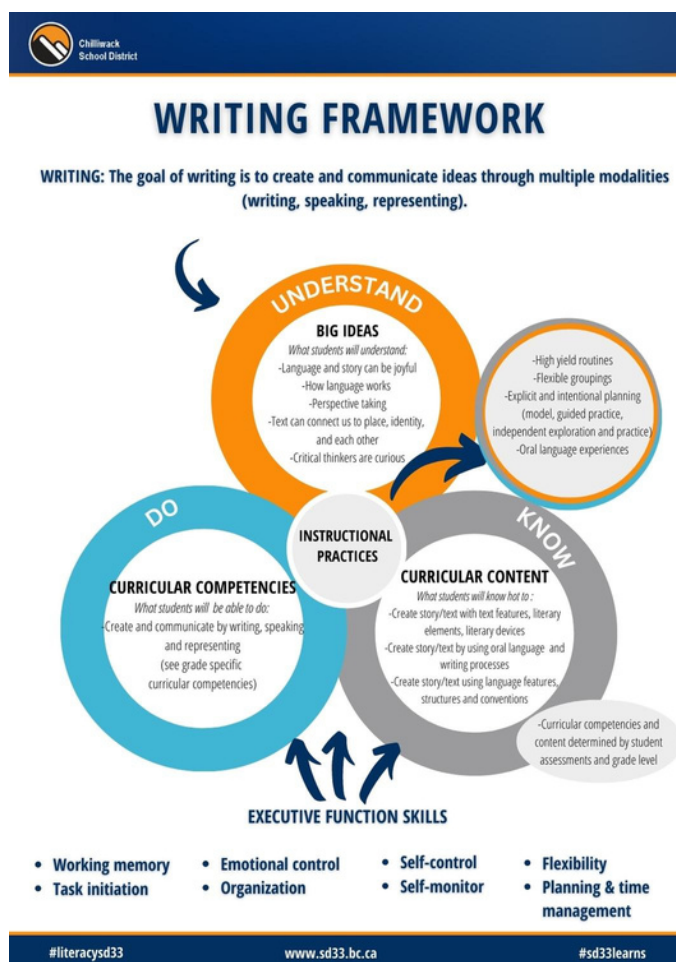 Chilliwack
School District
WRITING FRAMEWORK
WRITING: The goal of writing is to create and communicate ideas through multiple modalities
(writing, speaking, representing).
UNDERSTAND
BIG IDEAS
What students will understand:
-Language and story can be joyful
-How language works
-Perspective taking
-Text can connect us to place, identity,
and each other
-Critical thinkers are curious
-High yield routines
-Flexible groupings
-Explicit and intentional planning
(model, guided practice,
independent exploration and practice)
-Oral language experiences
INSTRUCTIONAL
PRACTICES
DO
CURRICULAR COMPETENCIES
What students will be able to do:
-Create and communicate by writing, speaking
and representing
(see grade specific
curricular competencies)
KNOW
CURRICULAR CONTENT
What students will know hot to :
-Create story/text with text features, literary
elements, literary devices
-Create story/text by using oral language and
writing processes
-Create story/text using language features,
structures and conventions
-Curricular competencies and
content determined by student
assessments and grade level
EXECUTIVE FUNCTION SKILLS
• Working memory
• Task initiation
• Emotional control
• Organization
• Self-control
• Self-monitor
• Flexibility
• Planning & time
management
#literacysd33
www.sd33.bc.ca
#sd33learns